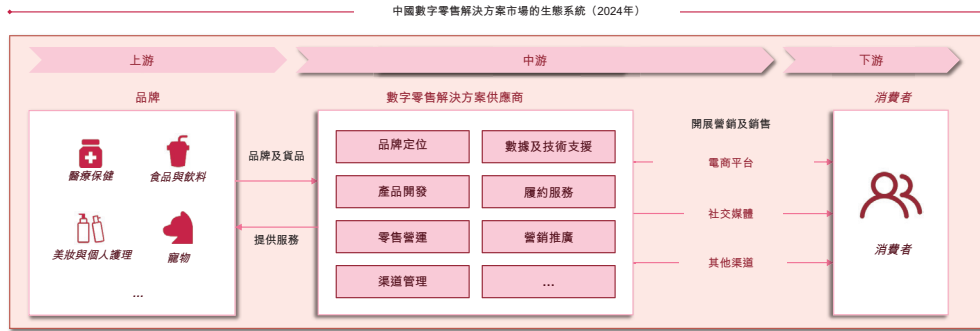 中國數字零售解決方案市場的生態系統（2024年）
上游
中游
下游
品牌
數字零售解決方案供應商
消費者
醫療保健
食品與飲料
美妝與個人護理
寵物
...
品牌及貨品
提供服務
品牌定位
數據及技術支援
產品開發
履約服務
零售營運
營銷推廣
渠道管理
...
開展營銷及銷售
電商平台
社交媒體
其他渠道
消費者